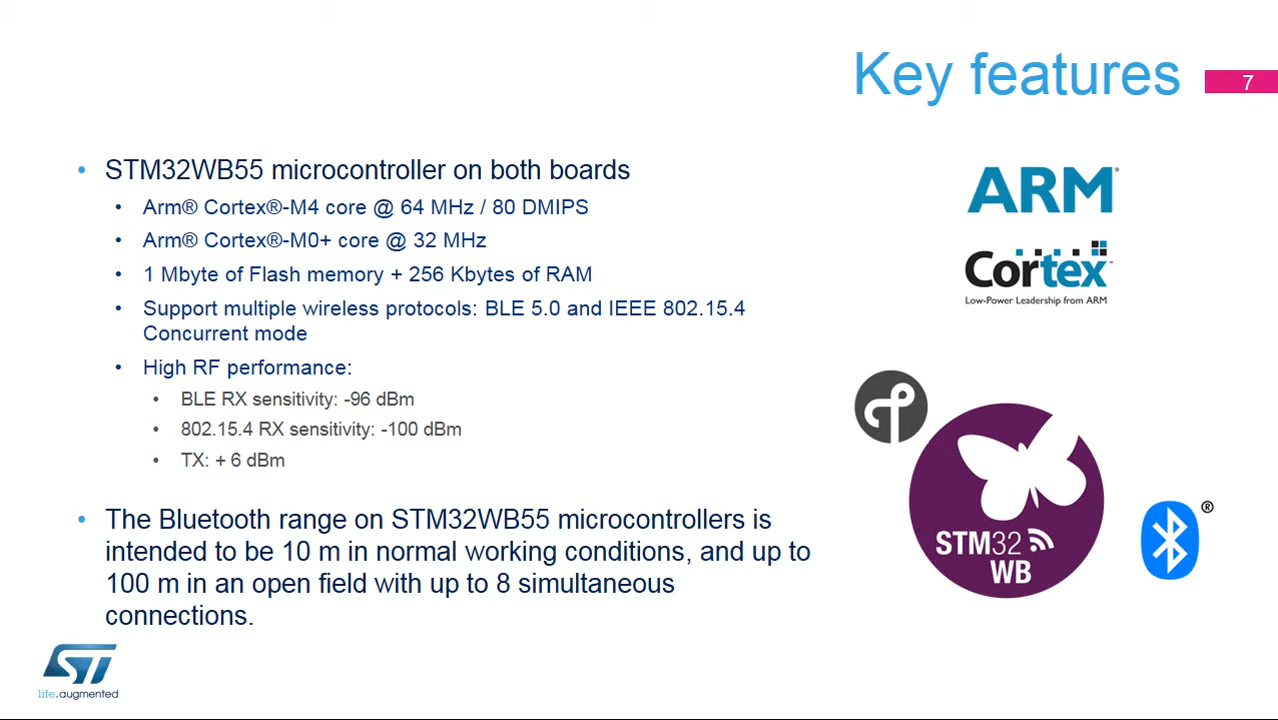 Key features
7
• STM32WB55 microcontroller on both boards
• Arm® Cortex®-M4 core @ 64 MHz / 80 DMIPS
• Arm® Cortex®-M0+ core @ 32 MHz
• 1 Mbyte of Flash memory + 256 Kbytes of RAM
• Support multiple wireless protocols: BLE 5.0 and IEEE 802.15.4
Concurrent mode
• High RF performance:
• BLE RX sensitivity: -96 dBm
• 802.15.4 RX sensitivity: -100 dBm
• TX: + 6 dBm
• The Bluetooth range on STM32WB55 microcontrollers is
intended to be 10 m in normal working conditions, and up to
100 m in an open field with up to 8 simultaneous
connections.
ARM®
Cortex™
Low-Power Leadership from ARM
STM32
WB
®
ST
life.augmented